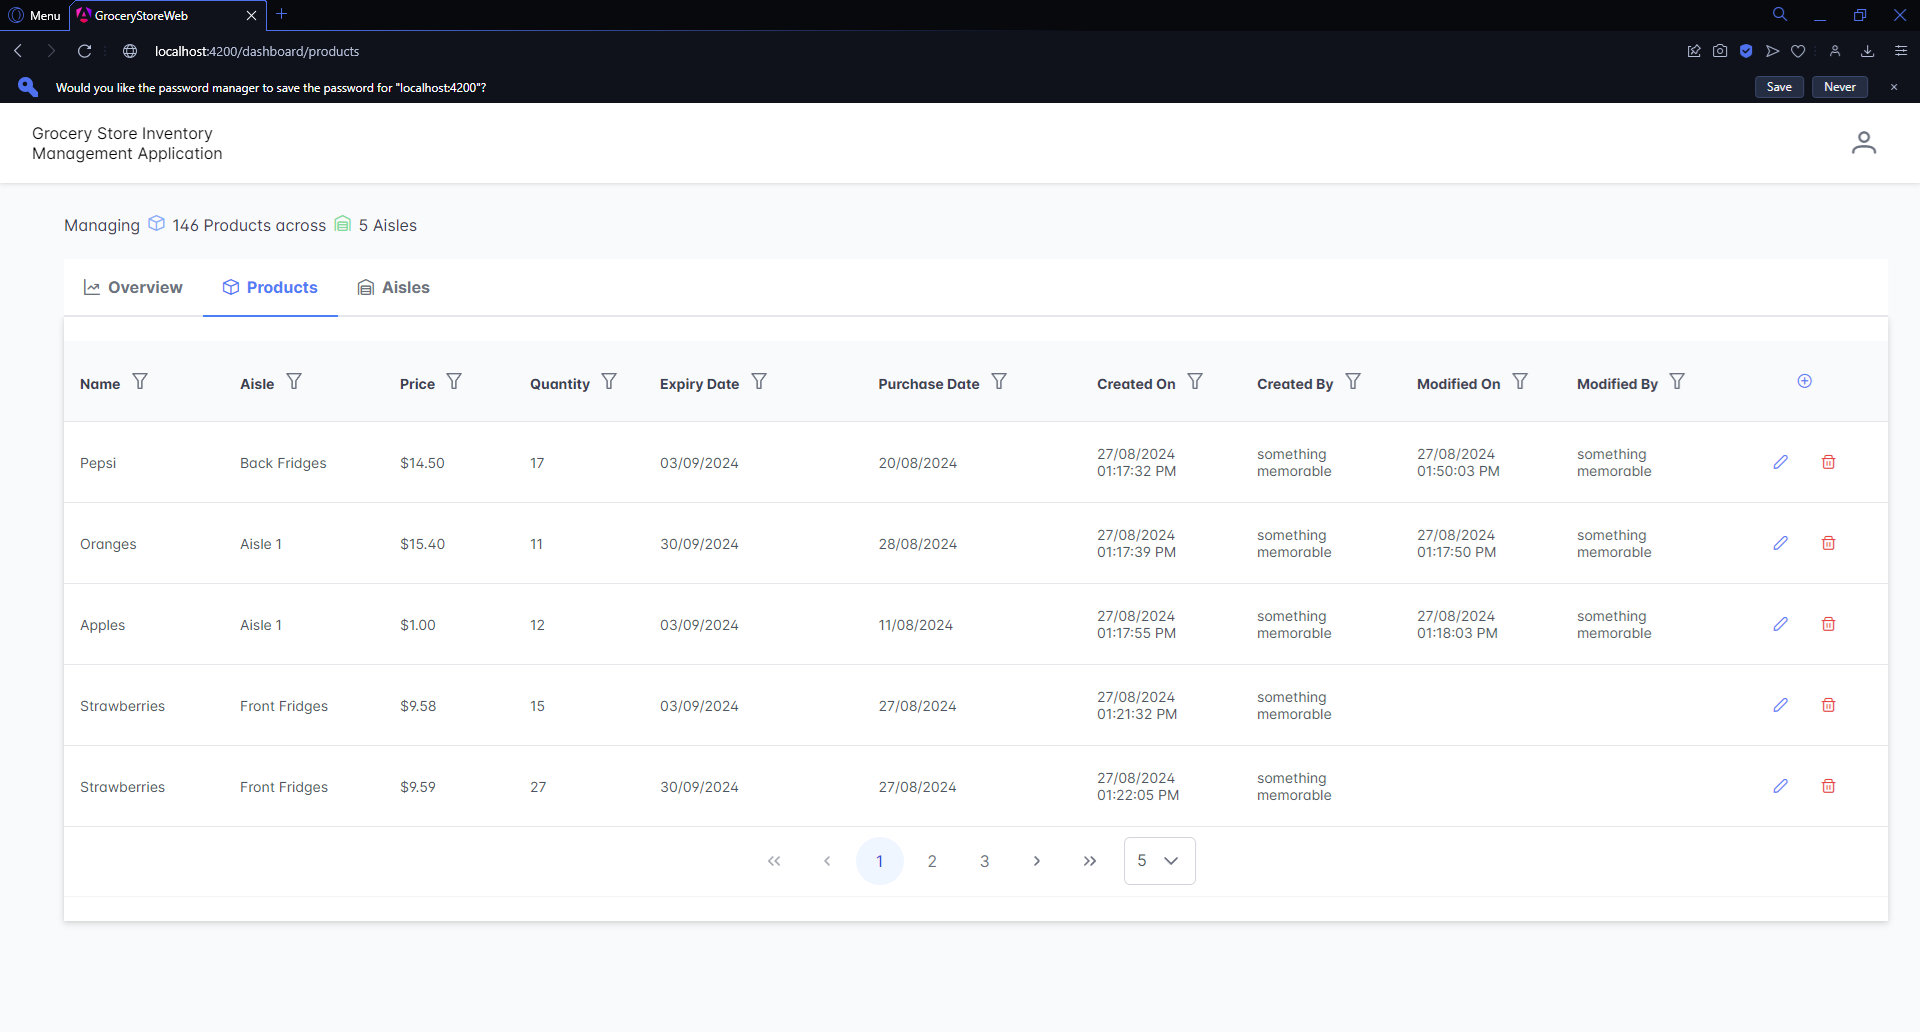 Menu GroceryStoreWeb
localhost:4200/dashboard/products
Would you like the password manager to save the password for "localhost:4200"? Save Never
Grocery Store Inventory
Management Application
Managing 146 Products across 5 Aisles
Overview Products Aisles
Name Aisle Price Quantity Expiry Date Purchase Date Created On Created By Modified On Modified By
Pepsi Back Fridges $14.50 17 03/09/2024 20/08/2024 27/08/2024 01:17:32 PM something memorable 27/08/2024 01:50:03 PM something memorable
Oranges Aisle 1 $15.40 11 30/09/2024 28/08/2024 27/08/2024 01:17:39 PM something memorable 27/08/2024 01:17:50 PM something memorable
Apples Aisle 1 $1.00 12 03/09/2024 11/08/2024 27/08/2024 01:17:55 PM something memorable 27/08/2024 01:18:03 PM something memorable
Strawberries Front Fridges $9.58 15 03/09/2024 27/08/2024 27/08/2024 01:21:32 PM something memorable
Strawberries Front Fridges $9.59 27 30/09/2024 27/08/2024 27/08/2024 01:22:05 PM something memorable
1 2 3 5